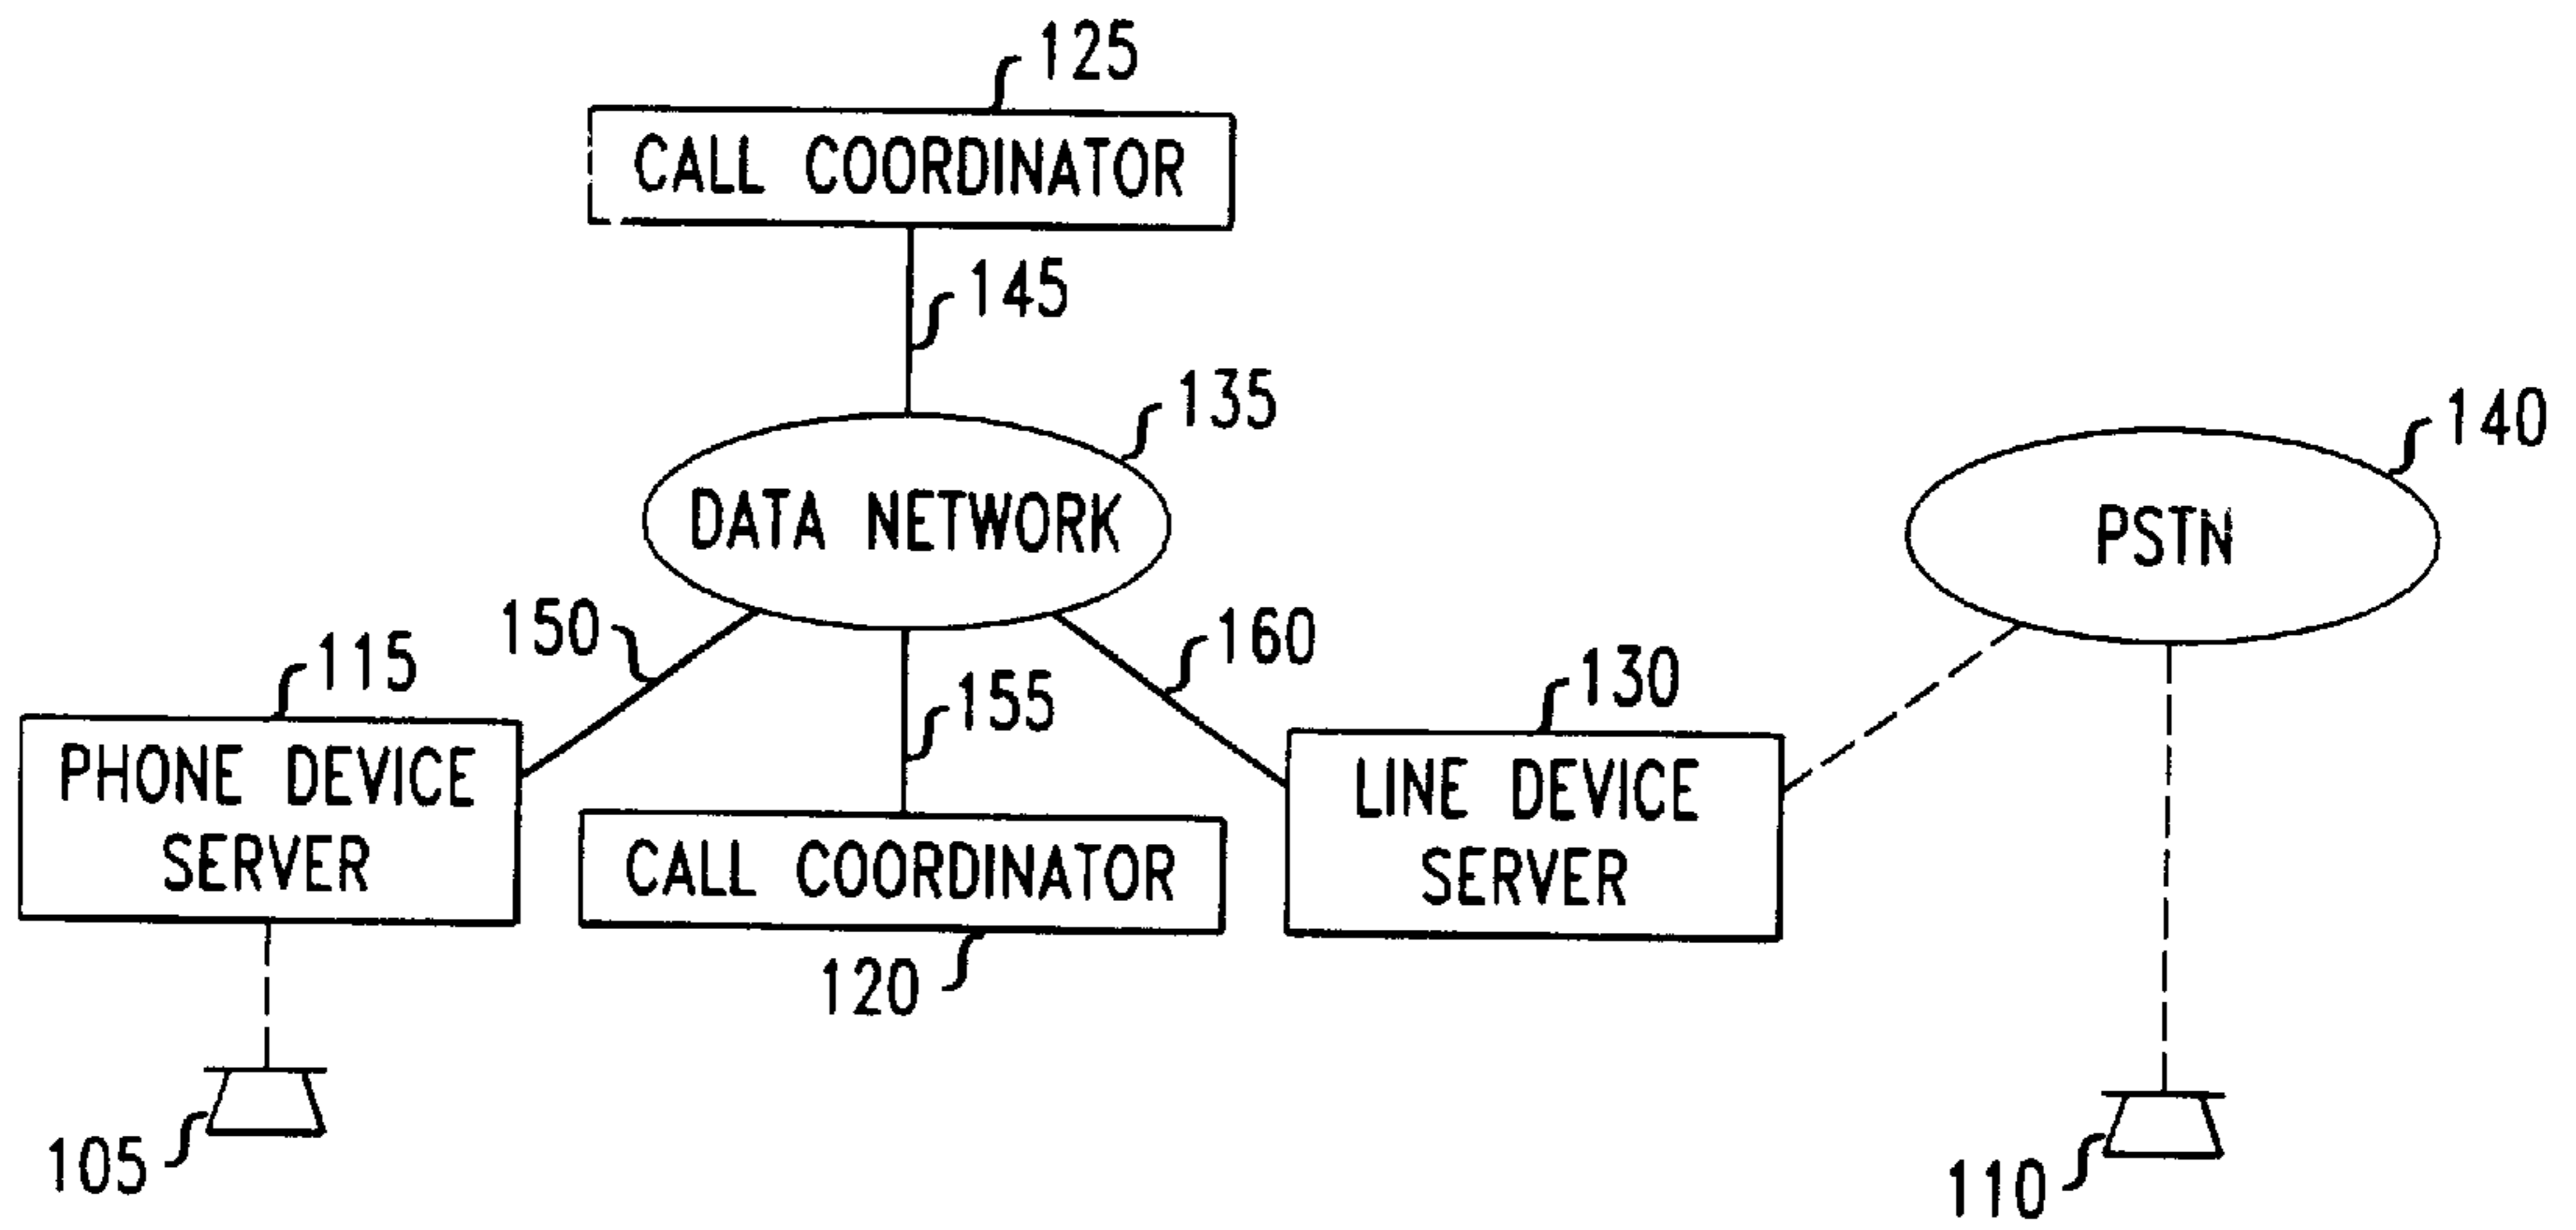 125
CALL COORDINATOR
145
135
140
DATA NETWORK
PSTN
150
160
115
130
155
PHONE DEVICE
SERVER
LINE DEVICE
SERVER
CALL COORDINATOR
120
105
110